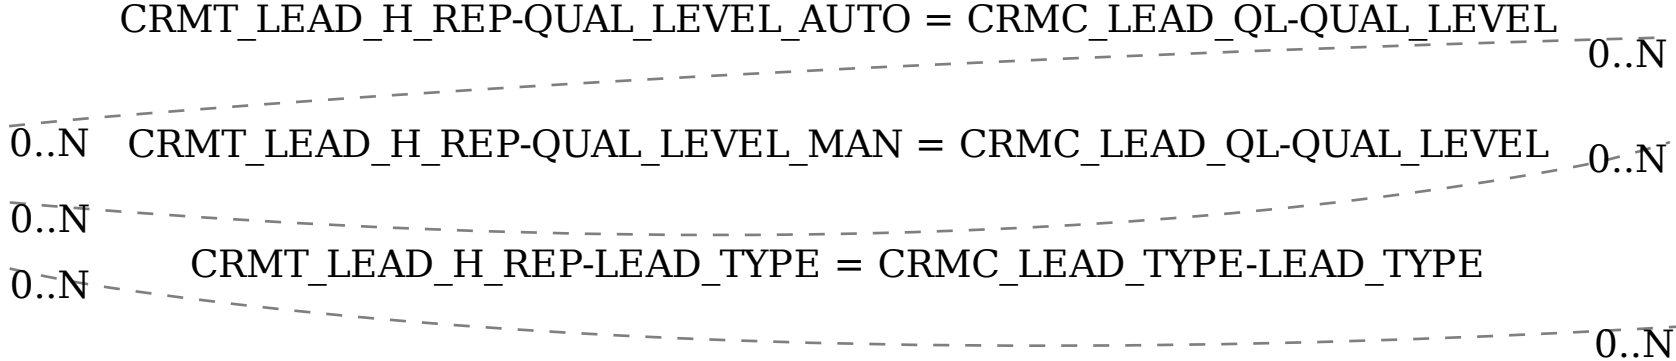 CRMT_LEAD_H_REP-QUAL_LEVEL_AUTO = CRMC_LEAD_QL-QUAL_LEVEL
0..N
0..N
CRMT_LEAD_H_REP-QUAL_LEVEL_MAN = CRMC_LEAD_QL-QUAL_LEVEL
0..N
0..N
CRMT_LEAD_H_REP-LEAD_TYPE = CRMC_LEAD_TYPE-LEAD_TYPE
0..N
0..N